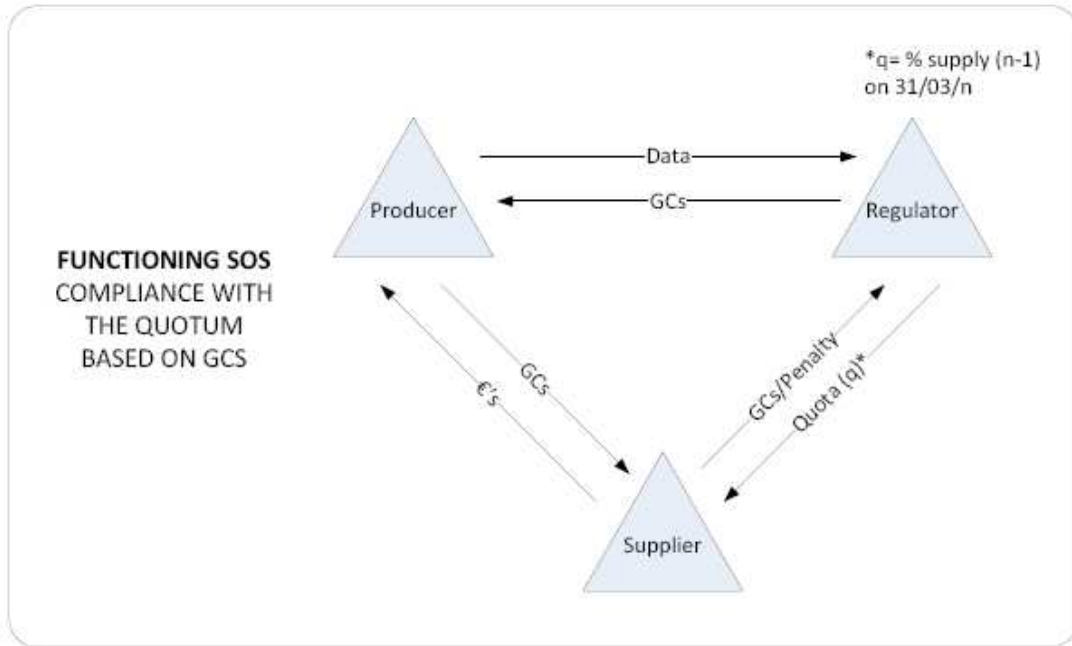 *q= % supply (n-1)
on 31/03/n
Data
Producer
GCs
Regulator
FUNCTIONING SOS
COMPLIANCE WITH
THE QUOTUM
BASED ON GCS
€'s
GCs
GCs/Penalty
Quota (q)*
Supplier